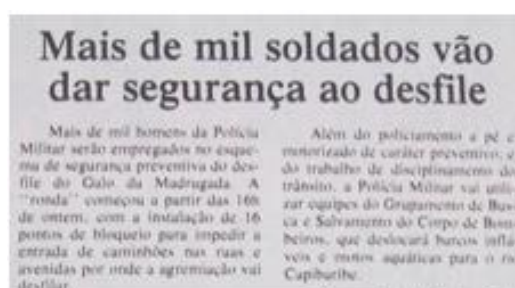 Mais de mil soldados vão
dar segurança ao desfile
Mais de mil homens da Polícia
Militar serão empregados no esque-
ma de segurança preventiva do des-
file do Galo da Madrugada. A
"ronda" começou a partir das 16h
de ontem, com a instalação de 16
pontos de bloqueio para impedir a
entrada de caminhões nas ruas e
avenidas por onde a agremiação vai
desfilar.
Além do policiamento a pé e
motorizado de caráter preventivo, e
do trabalho de disciplinamento do
trânsito, a Polícia Militar vai utili-
zar equipes do Grupamento de Bus-
ca e Salvamento do Corpo de Bom-
beiros, que deslocará barcos inflá-
veis e motos aquáticas para o rio
Capibaribe.